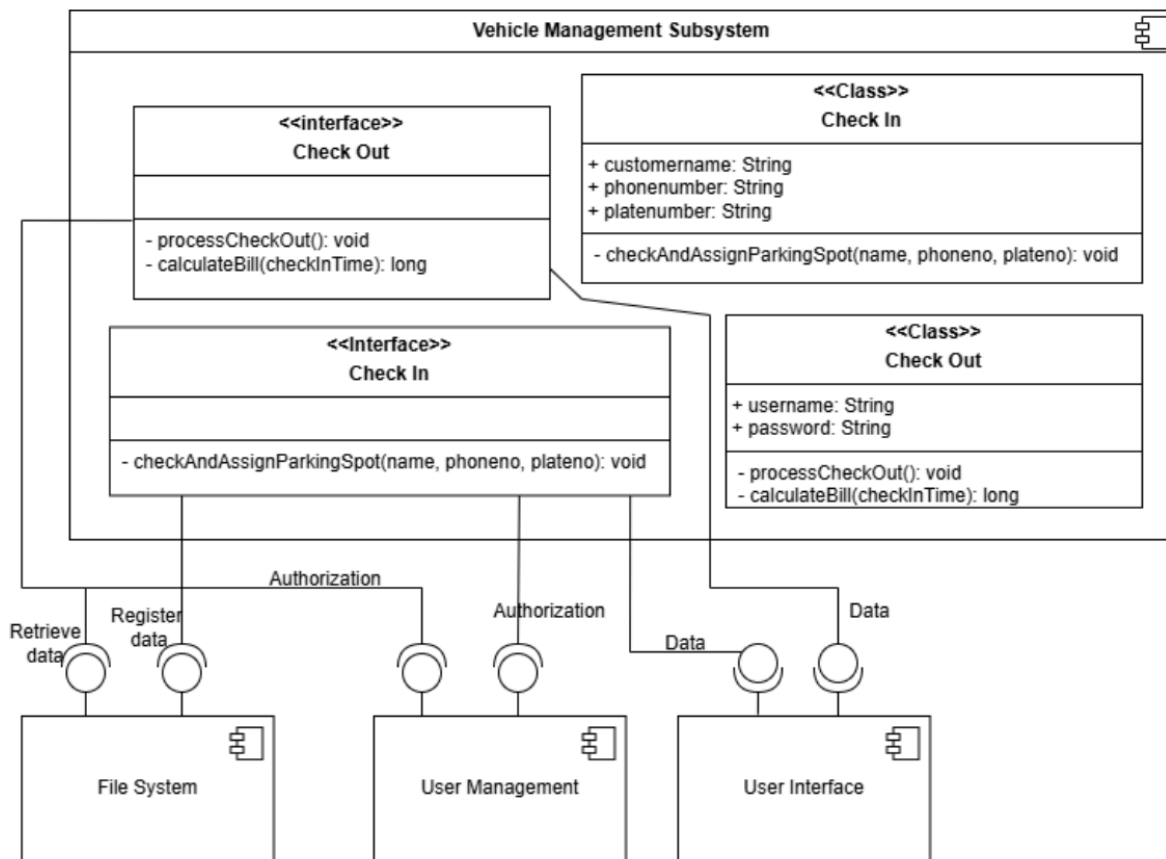 Vehicle Management Subsystem
<<interface>>
Check Out
- processCheckOut(): void
- calculateBill(checkInTime): long
<<Class>>
Check In
+ customername: String
+ phonenumber: String
+ platenumber: String
- checkAndAssignParkingSpot(name, phoneno, plateno): void
<<Interface>>
Check In
- checkAndAssignParkingSpot(name, phoneno, plateno): void
<<Class>>
Check Out
+ username: String
+ password: String
- processCheckOut(): void
- calculateBill(checkInTime): long
Retrieve
data
Register
data
Authorization
Authorization
Data
Data
File System
User Management
User Interface